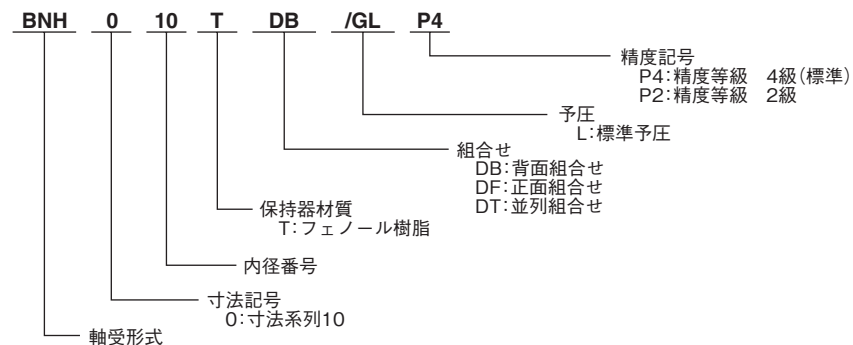 BNH 0 10 T DB /GL P4
精度記号
P4:精度等級 4級(標準)
P2:精度等級 2級
予圧
L:標準予圧
組合せ
DB:背面組合せ
DF:正面組合せ
DT:並列組合せ
保持器材質
T:フェノール樹脂
内径番号
寸法記号
0:寸法系列10
軸受形式